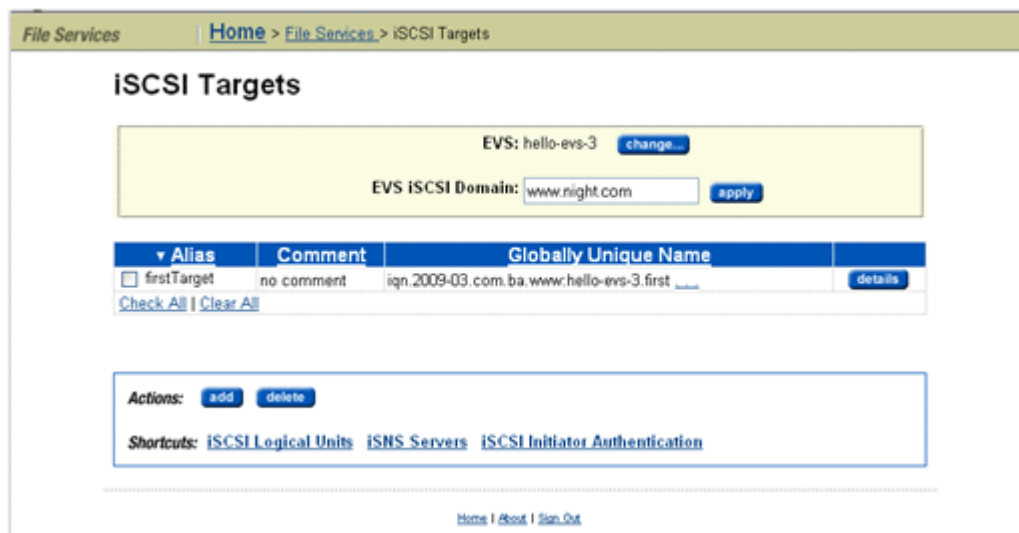 File Services Home > File Services > iSCSI Targets
iSCSI Targets
EVS: hello-evs-3 change...
EVS iSCSI Domain: www.night.com apply
▼ Alias Comment Globally Unique Name
firstTarget no comment iqn.2009-03.com.ba.www:hello-evs-3.first ... details
Check All | Clear All
Actions: add delete
Shortcuts: iSCSI Logical Units iSNS Servers iSCSI Initiator Authentication
Home | About | Sign Out